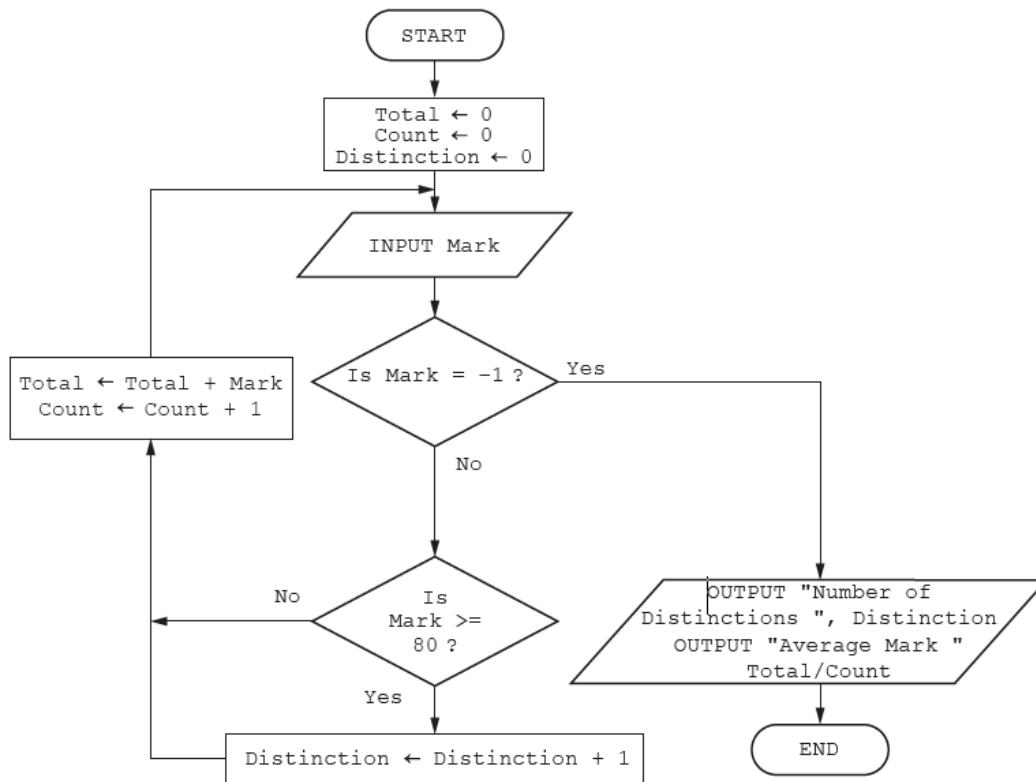 START
Total ← 0
Count ← 0
Distinction ← 0
INPUT Mark
Is Mark = −1 ?
Yes
No
Total ← Total + Mark
Count ← Count + 1
Is
Mark >=
80 ?
No
Yes
Distinction ← Distinction + 1
OUTPUT "Number of
Distinctions ", Distinction
OUTPUT "Average Mark "
Total/Count
END